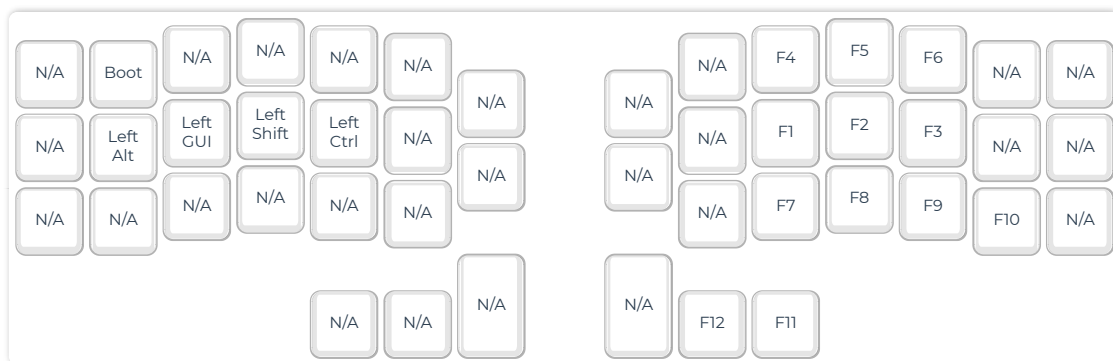 N/A Boot N/A N/A N/A N/A N/A N/A N/A F4 F5 F6 N/A N/A
N/A Left Alt Left GUI Left Shift Left Ctrl N/A N/A N/A N/A F1 F2 F3 N/A N/A
N/A N/A N/A N/A N/A N/A N/A F7 F8 F9 F10 N/A
N/A N/A N/A N/A F12 F11